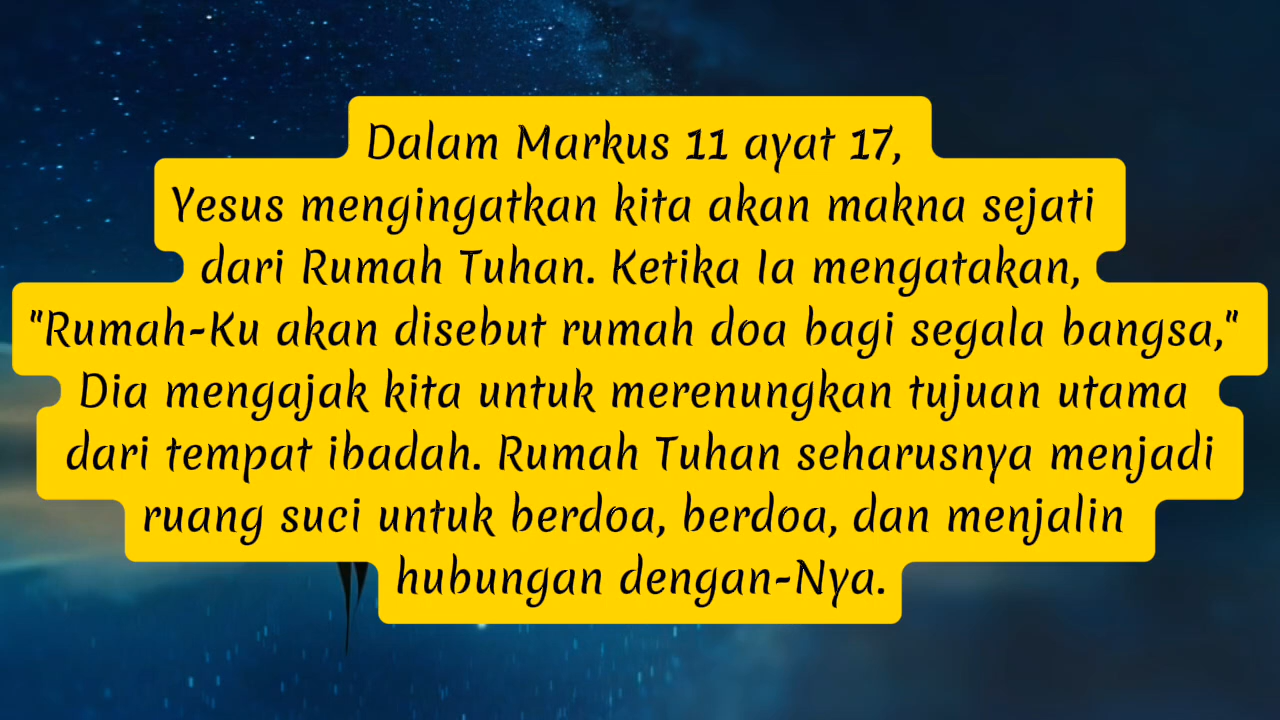 Dalam Markus 11 ayat 17,
Yesus mengingatkan kita akan makna sejati
dari Rumah Tuhan. Ketika Ia mengatakan,
"Rumah-Ku akan disebut rumah doa bagi segala bangsa,"
Dia mengajak kita untuk merenungkan tujuan utama
dari tempat ibadah. Rumah Tuhan seharusnya menjadi
ruang suci untuk berdoa, berdoa, dan menjalin
hubungan dengan-Nya.